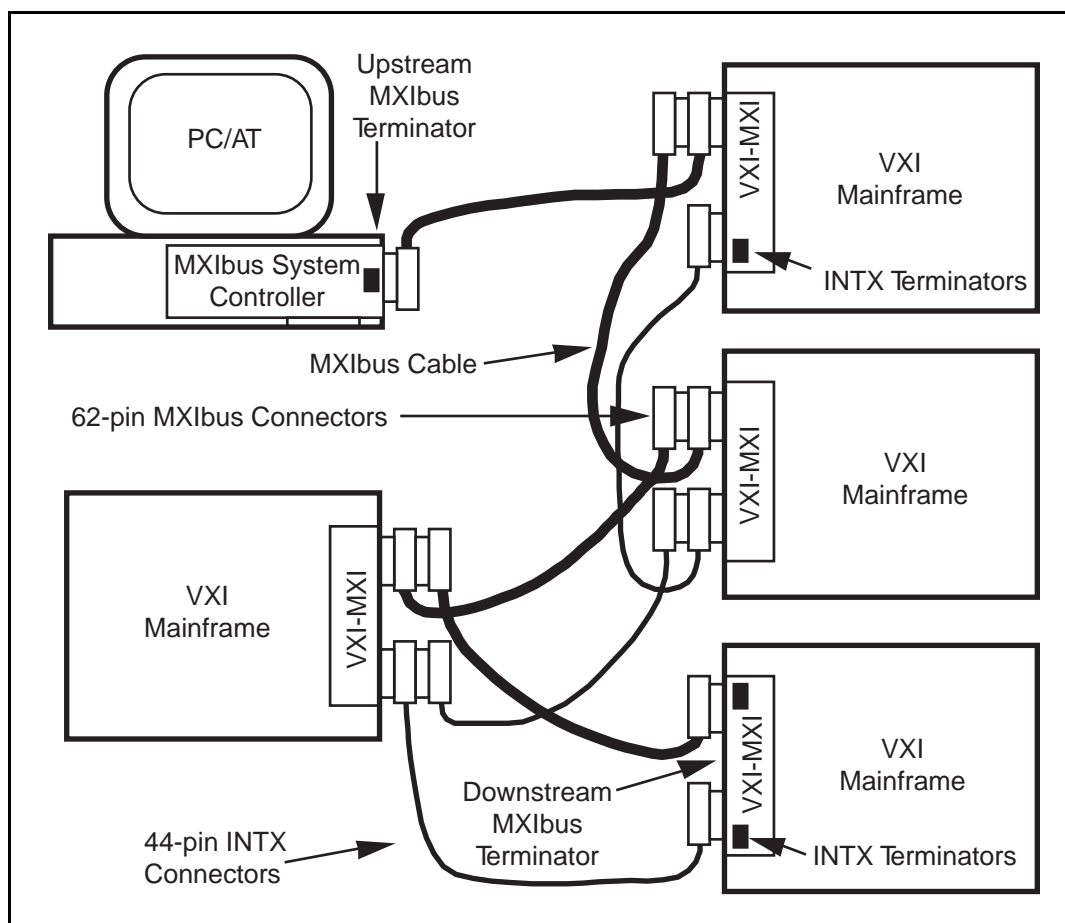 PC/AT
Upstream
MXIbus
Terminator
MXIbus System
Controller
VXI-MXI
VXI
Mainframe
INTX Terminators
MXIbus Cable
62-pin MXIbus Connectors
VXI-MXI
VXI
Mainframe
VXI
Mainframe
VXI-MXI
VXI-MXI
VXI
Mainframe
Downstream
MXIbus
Terminator
INTX Terminators
44-pin INTX
Connectors